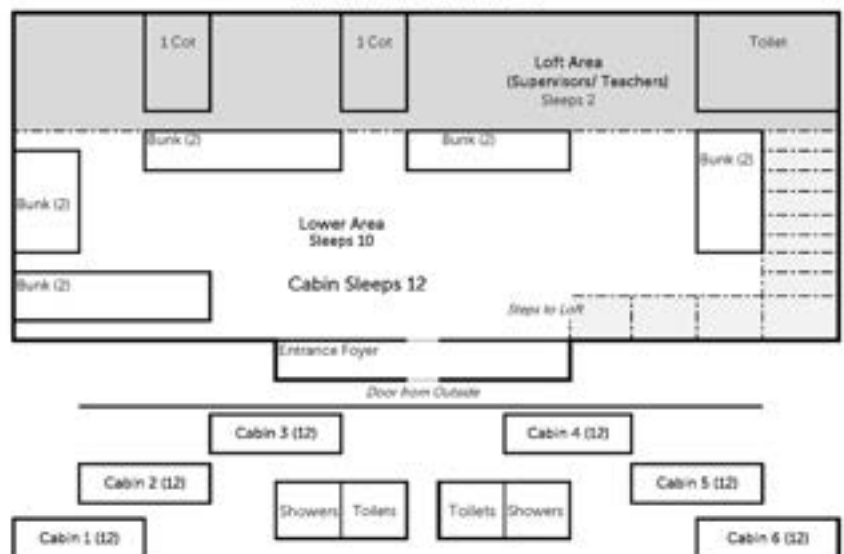 1 Cot
1 Cot
Toilet
Loft Area
(Supervisors/ Teachers)
Sleeps 2
Bunk (2)
Bunk (2)
Bunk (2)
Bunk (2)
Lower Area
Sleeps 10
Bunk (2)
Cabin Sleeps 12
Steps to Loft
Entrance Foyer
Door from Outside
Cabin 3 (12)
Cabin 4 (12)
Cabin 2 (12)
Cabin 5 (12)
Showers
Toilets
Toilets
Showers
Cabin 1 (12)
Cabin 6 (12)